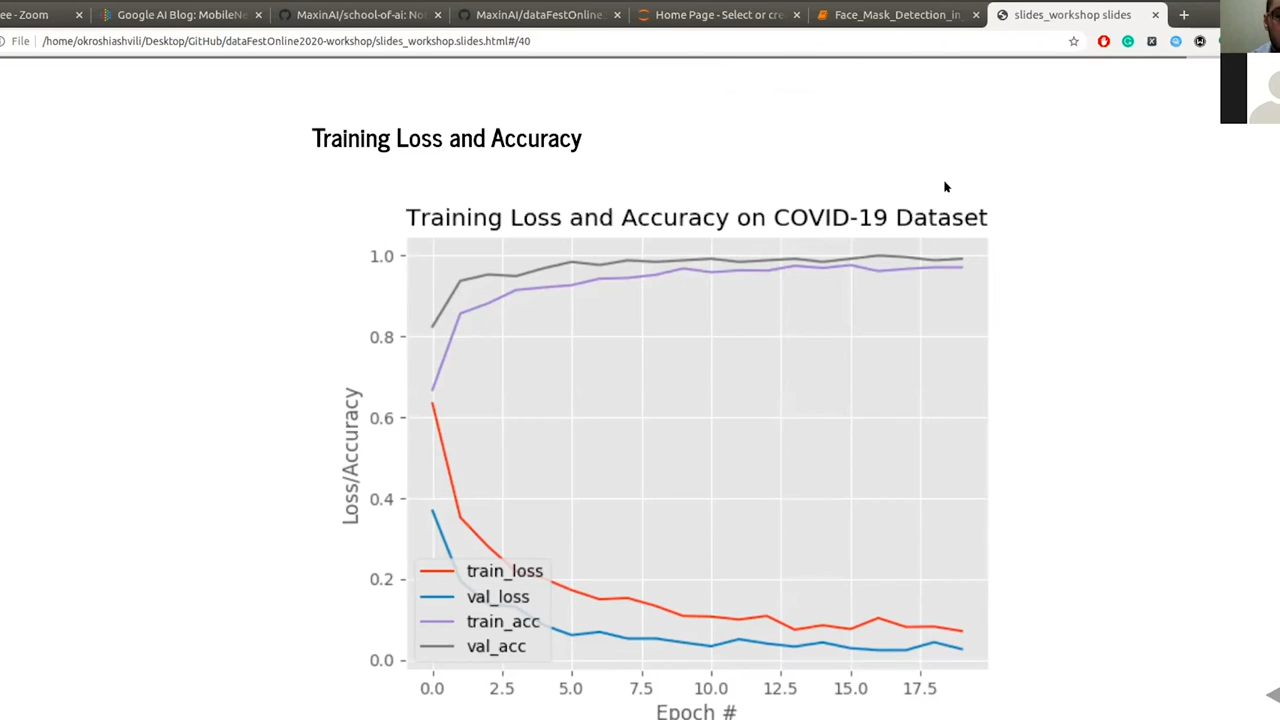 ee - Zoom
Google AI Blog: MobileNe
MaxinAI/school-of-ai: No
MaxinAI/dataFestOnline
Home Page - Select or cre
Face_Mask_Detection_in_
slides_workshop slides
File
/home/okroshiashvili/Desktop/GitHub/dataFestOnline2020-workshop/slides_workshop.slides.html#/40
Training Loss and Accuracy
Training Loss and Accuracy on COVID-19 Dataset
1.0
0.8
0.6
0.4
0.2
0.0
Loss/Accuracy
train_loss
val_loss
train_acc
val_acc
0.0 2.5 5.0 7.5 10.0 12.5 15.0 17.5
Epoch #